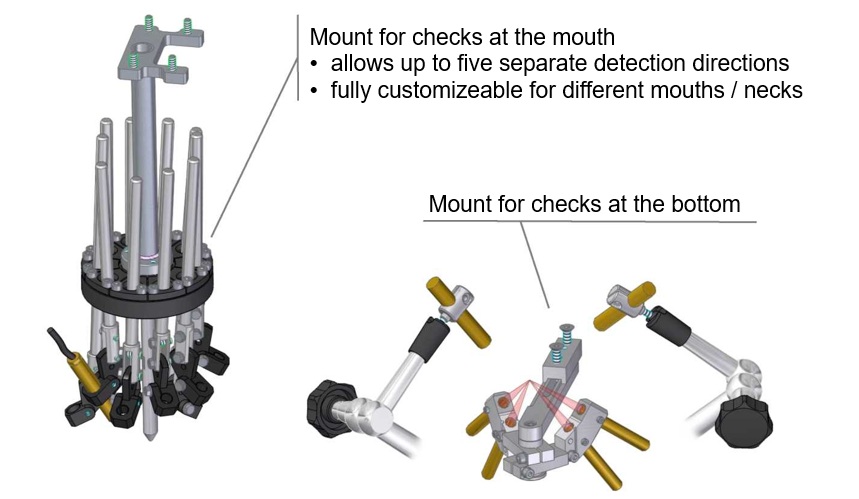 Mount for checks at the mouth
• allows up to five separate detection directions
• fully customizeable for different mouths / necks
Mount for checks at the bottom